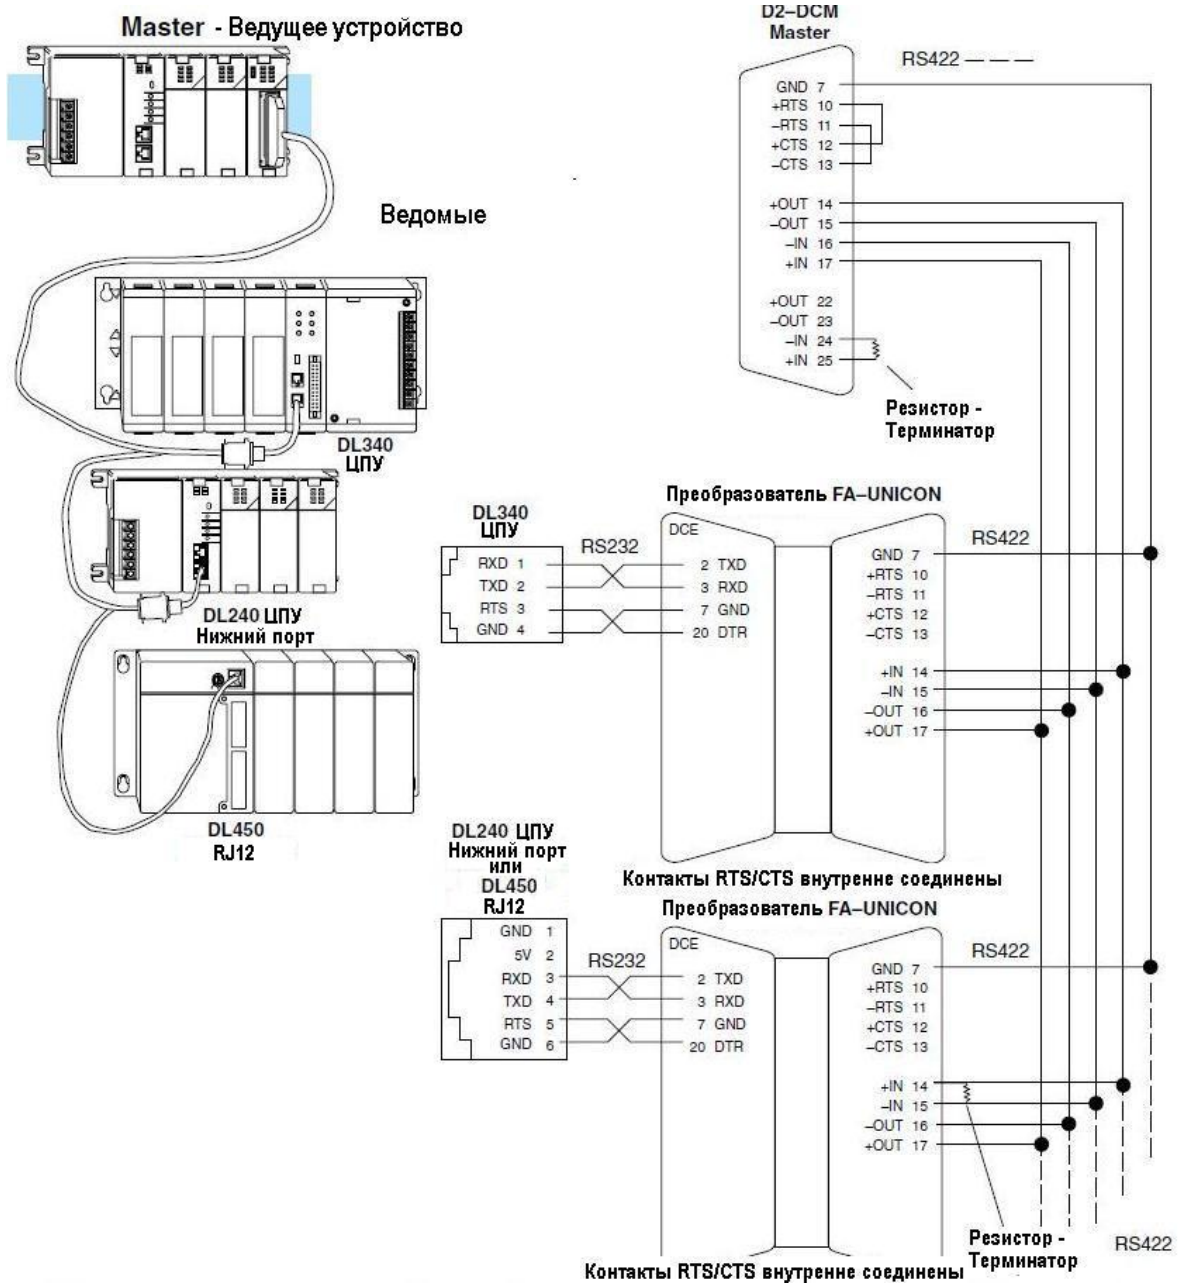 Master - Ведущее устройство
Ведомые
DL340
ЦПУ
DL240 ЦПУ
Нижний порт
DL450
RJ12
D2–DCM
Master
RS422
GND 7
+RTS 10
–RTS 11
+CTS 12
–CTS 13
+OUT 14
–OUT 15
–IN 16
+IN 17
+OUT 22
–OUT 23
–IN 24
+IN 25
Резистор -
Терминатор
Преобразователь FA–UNICON
DL340
ЦПУ
RXD 1
TXD 2
RTS 3
GND 4
RS232
DCE
2 TXD
3 RXD
7 GND
20 DTR
GND 7
+RTS 10
–RTS 11
+CTS 12
–CTS 13
+IN 14
–IN 15
–OUT 16
+OUT 17
RS422
Контакты RTS/CTS внутренне соединены
DL240 ЦПУ
Нижний порт
или
DL450
RJ12
GND 1
5V 2
RXD 3
TXD 4
RTS 5
GND 6
RS232
Преобразователь FA–UNICON
DCE
2 TXD
3 RXD
7 GND
20 DTR
GND 7
+RTS 10
–RTS 11
+CTS 12
–CTS 13
+IN 14
–IN 15
–OUT 16
+OUT 17
RS422
Резистор -
Терминатор
RS422
Контакты RTS/CTS внутренне соединены